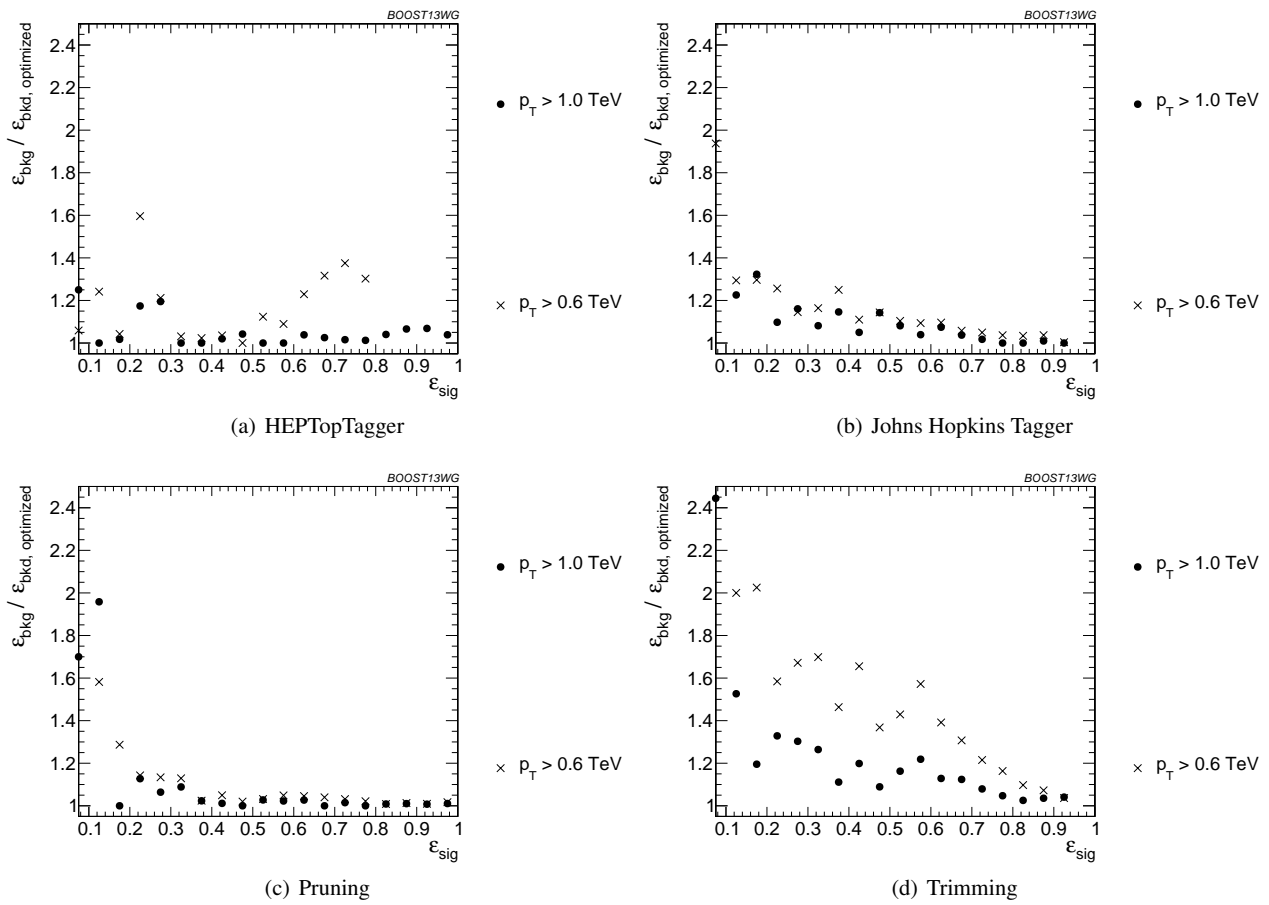 BOOST13WG
ε_bkg / ε_bkd, optimized
2.4
2.2
2
1.8
1.6
1.4
1.2
1
0.1 0.2 0.3 0.4 0.5 0.6 0.7 0.8 0.9 1
ε_sig
p_T > 1.0 TeV
p_T > 0.6 TeV
(a) HEPTopTagger
BOOST13WG
ε_bkg / ε_bkd, optimized
2.4
2.2
2
1.8
1.6
1.4
1.2
1
0.1 0.2 0.3 0.4 0.5 0.6 0.7 0.8 0.9 1
ε_sig
p_T > 1.0 TeV
p_T > 0.6 TeV
(b) Johns Hopkins Tagger
BOOST13WG
ε_bkg / ε_bkd, optimized
2.4
2.2
2
1.8
1.6
1.4
1.2
1
0.1 0.2 0.3 0.4 0.5 0.6 0.7 0.8 0.9 1
ε_sig
p_T > 1.0 TeV
p_T > 0.6 TeV
(c) Pruning
BOOST13WG
ε_bkg / ε_bkd, optimized
2.4
2.2
2
1.8
1.6
1.4
1.2
1
0.1 0.2 0.3 0.4 0.5 0.6 0.7 0.8 0.9 1
ε_sig
p_T > 1.0 TeV
p_T > 0.6 TeV
(d) Trimming